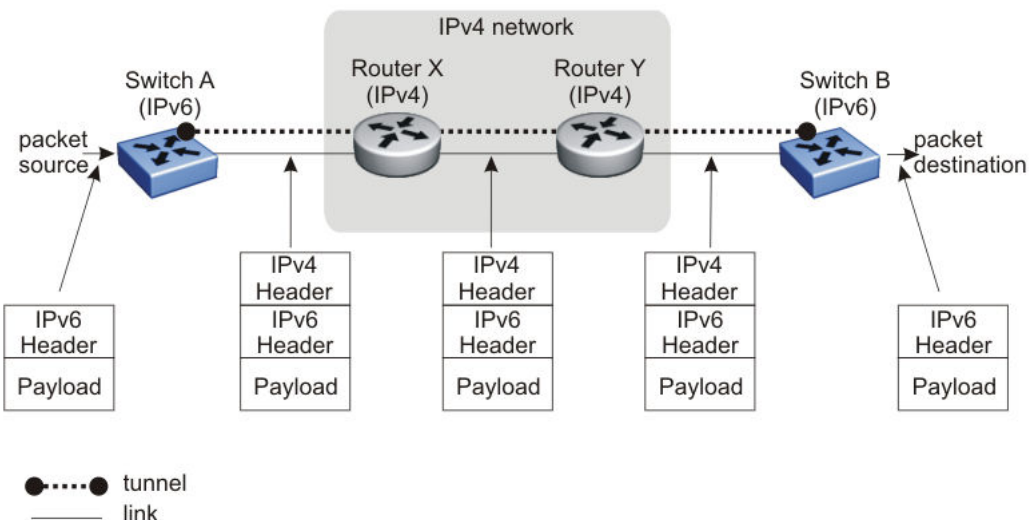 IPv4 network
Switch A
(IPv6)
Router X
(IPv4)
Router Y
(IPv4)
Switch B
(IPv6)
packet
source
packet
destination
IPv6
Header
Payload
IPv4
Header
IPv6
Header
Payload
IPv4
Header
IPv6
Header
Payload
IPv4
Header
IPv6
Header
Payload
IPv6
Header
Payload
tunnel
link